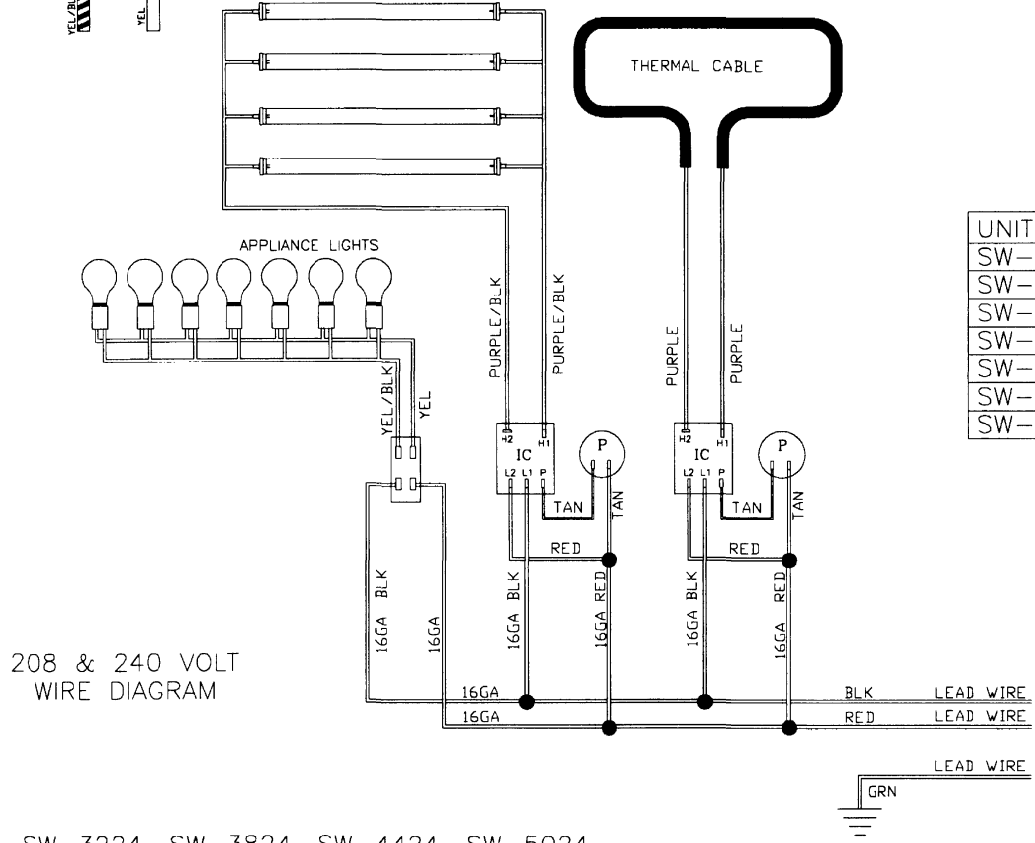 YEL/BL
YEL
THERMAL CABLE
UNIT
SW-
SW-
SW-
SW-
SW-
SW-
SW-
APPLIANCE LIGHTS
PURPLE/BLK
PURPLE/BLK
PURPLE
PURPLE
YEL/BLK
YEL
H2 H1
IC
L2 L1 P
P
H2 H1
IC
L2 L1 P
P
TAN
TAN
TAN
TAN
RED
RED
16GA BLK
16GA
16GA BLK
16GA RED
16GA BLK
16GA RED
208 & 240 VOLT
WIRE DIAGRAM
16GA
BLK LEAD WIRE
16GA
RED LEAD WIRE
LEAD WIRE
GRN
SW-3224, SW-3824, SW-4424, SW-5024